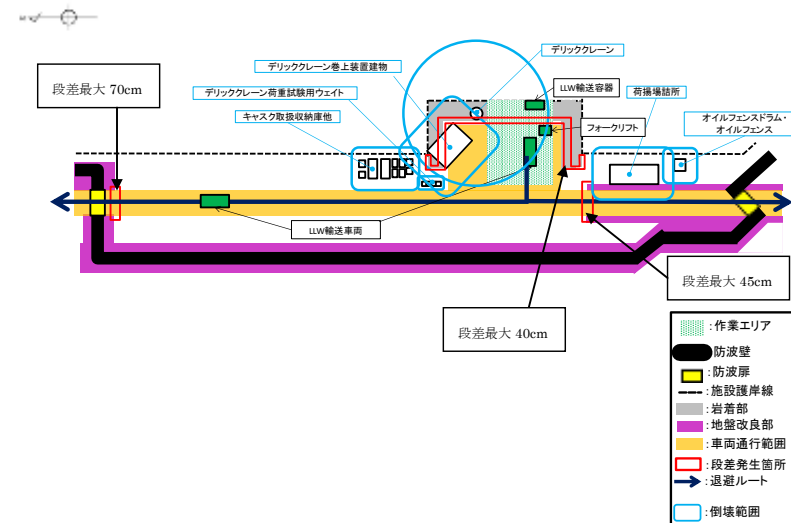 デリッククレーン
デリッククレーン巻上装置建物
段差最大 70cm
LLW輸送容器
荷揚場詰所
デリッククレーン荷重試験用ウェイト
キャスク取扱収納庫他
フォークリフト
オイルフェンスドラム・
オイルフェンス
LLW輸送車両
段差最大 45cm
段差最大 40cm
:作業エリア
防波壁
:防波扉
:施設護岸線
:岩着部
:地盤改良部
:車両通行範囲
:段差発生箇所
:退避ルート
:倒壊範囲